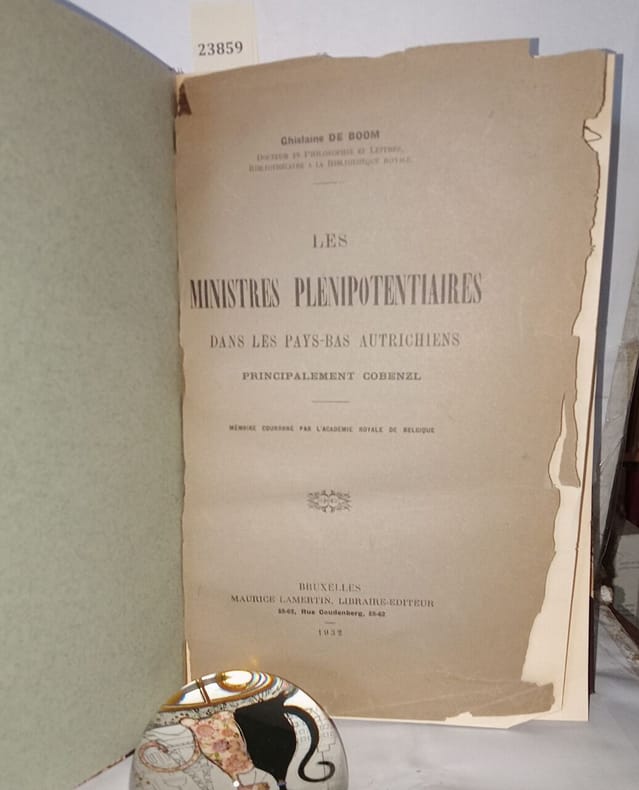 23859
Ghislaine DE BOOM
DOCTEUR EN PHILOSOPHIE ET LETTRES,
BIBLIOTHÉCAIRE A LA BIBLIOTHÈQUE ROYALE.
LES
MINISTRES PLÉNIPOTENTIAIRES
DANS LES PAYS-BAS AUTRICHIENS
PRINCIPALEMENT COBENZL
MÉMOIRE COURONNÉ PAR L'ACADÉMIE ROYALE DE BELGIQUE
BRUXELLES
MAURICE LAMERTIN, LIBRAIRE-ÉDITEUR
58-62, Rue Coudenberg, 58-62
1932